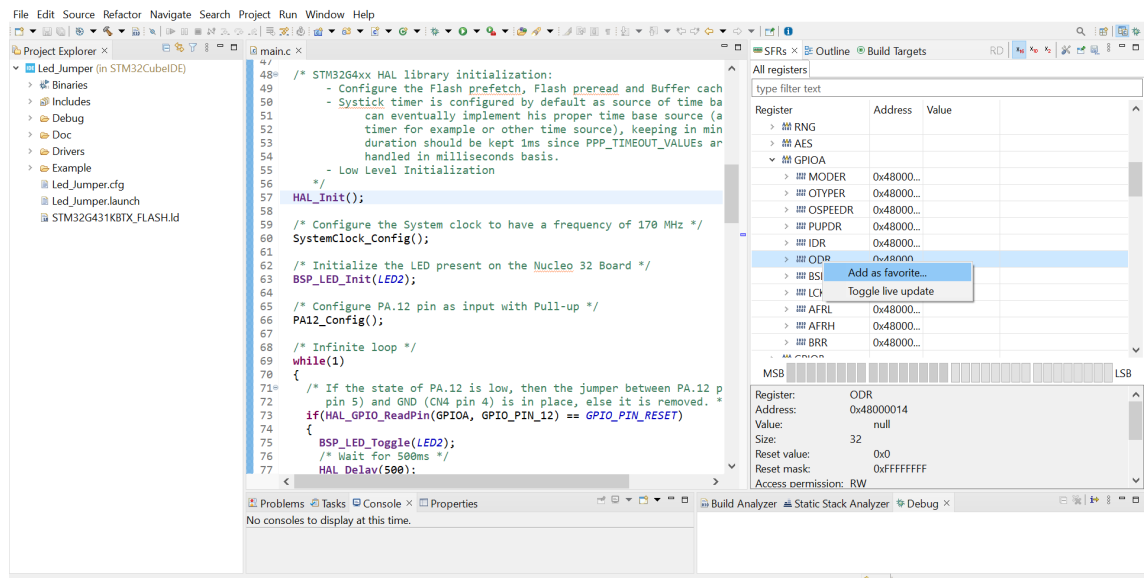 File Edit Source Refactor Navigate Search Project Run Window Help
Project Explorer
Led_Jumper (in STM32CubeIDE)
Binaries
Includes
Debug
Doc
Drivers
Example
Led_Jumper.cfg
Led_Jumper.launch
STM32G431KBTX_FLASH.ld
main.c
47
48 /* STM32G4xx HAL library initialization:
49 - Configure the Flash prefetch, Flash preread and Buffer cach
50 - Systick timer is configured by default as source of time ba
51 can eventually implement his proper time base source (a
52 timer for example or other time source), keeping in min
53 duration should be kept 1ms since PPP_TIMEOUT_VALUEs ar
54 handled in milliseconds basis.
55 - Low Level Initialization
56 */
57 HAL_Init();
58
59 /* Configure the System clock to have a frequency of 170 MHz */
60 SystemClock_Config();
61
62 /* Initialize the LED present on the Nucleo 32 Board */
63 BSP_LED_Init(LED2);
64
65 /* Configure PA.12 pin as input with Pull-up */
66 PA12_Config();
67
68 /* Infinite loop */
69 while(1)
70 {
71 /* If the state of PA.12 is low, then the jumper between PA.12 p
72 pin 5) and GND (CN4 pin 4) is in place, else it is removed. *
73 if(HAL_GPIO_ReadPin(GPIOA, GPIO_PIN_12) == GPIO_PIN_RESET)
74 {
75 BSP_LED_Toggle(LED2);
76 /* Wait for 500ms */
77 HAL_Delay(500);
SFRs Outline Build Targets RD X16 X10 X2
All registers
type filter text
Register Address Value
RNG
AES
GPIOA
MODER 0x48000...
OTYPER 0x48000...
OSPEEDR 0x48000...
PUPDR 0x48000...
IDR 0x48000...
ODR 0x48000...
BSI
LCK
AFRL 0x48000...
AFRH 0x48000...
BRR 0x48000...
GPIOB
Add as favorite...
Toggle live update
MSB LSB
Register: ODR
Address: 0x48000014
Value: null
Size: 32
Reset value: 0x0
Reset mask: 0xFFFFFFFF
Access permission: RW
Problems Tasks Console Properties
No consoles to display at this time.
Build Analyzer Static Stack Analyzer Debug